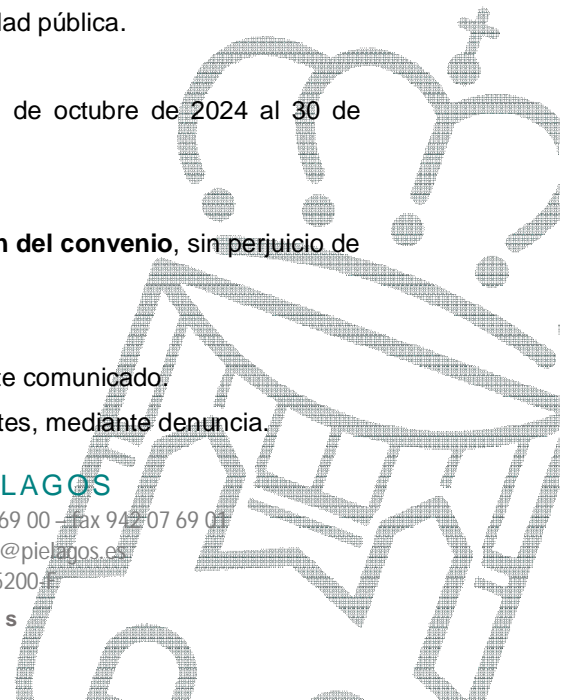 dad pública.
de octubre de 2024 al 30 de
n del convenio, sin perjuicio de
te comunicado.
tes, mediante denuncia.
LAGOS
69 00 – fax 942 07 69 01
@pielagos.es
5200-F
s